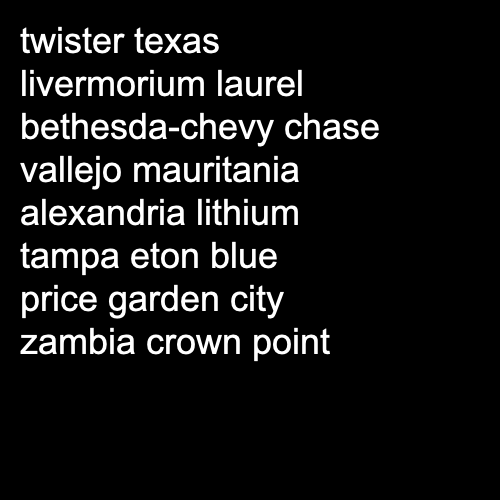 twister texas
livermorium laurel
bethesda-chevy chase
vallejo mauritania
alexandria lithium
tampa eton blue
price garden city
zambia crown point